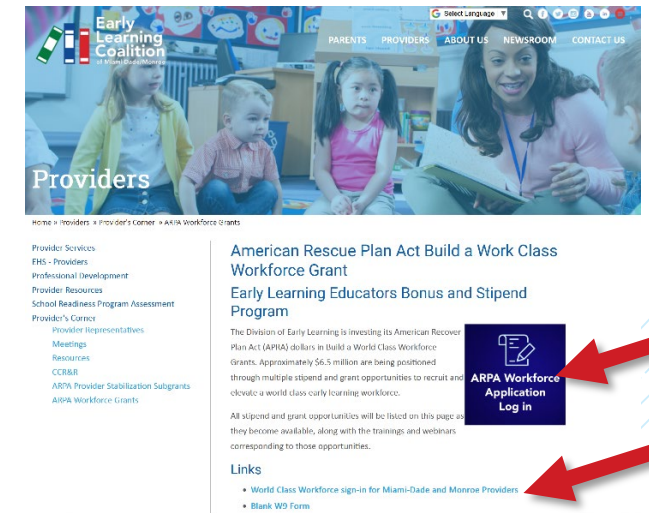 Early
Learning
Coalition
of Miami-Dade/Monroe
Select Language ▼
PARENTS PROVIDERS ABOUT US NEWSROOM CONTACT US
Providers
Home » Providers » Provider's Corner » ARPA Workforce Grants
Provider Services
EHS - Providers
Professional Development
Provider Resources
School Readiness Program Assessment
Provider's Corner
Provider Representatives
Meetings
Resources
CCR&R
ARPA Provider Stabilization Subgrants
ARPA Workforce Grants
American Rescue Plan Act Build a Work Class
Workforce Grant
Early Learning Educators Bonus and Stipend
Program
The Division of Early Learning is investing its American Recover
Plan Act (APRA) dollars in Build a World Class Workforce
Grants. Approximately $6.5 million are being positioned
through multiple stipend and grant opportunities to recruit and
elevate a world class early learning workforce.
All stipend and grant opportunities will be listed on this page as
they become available, along with the trainings and webinars
corresponding to those opportunities.
ARPA Workforce
Application
Log in
Links
• World Class Workforce sign-in for Miami-Dade and Monroe Providers
• Blank W9 Form